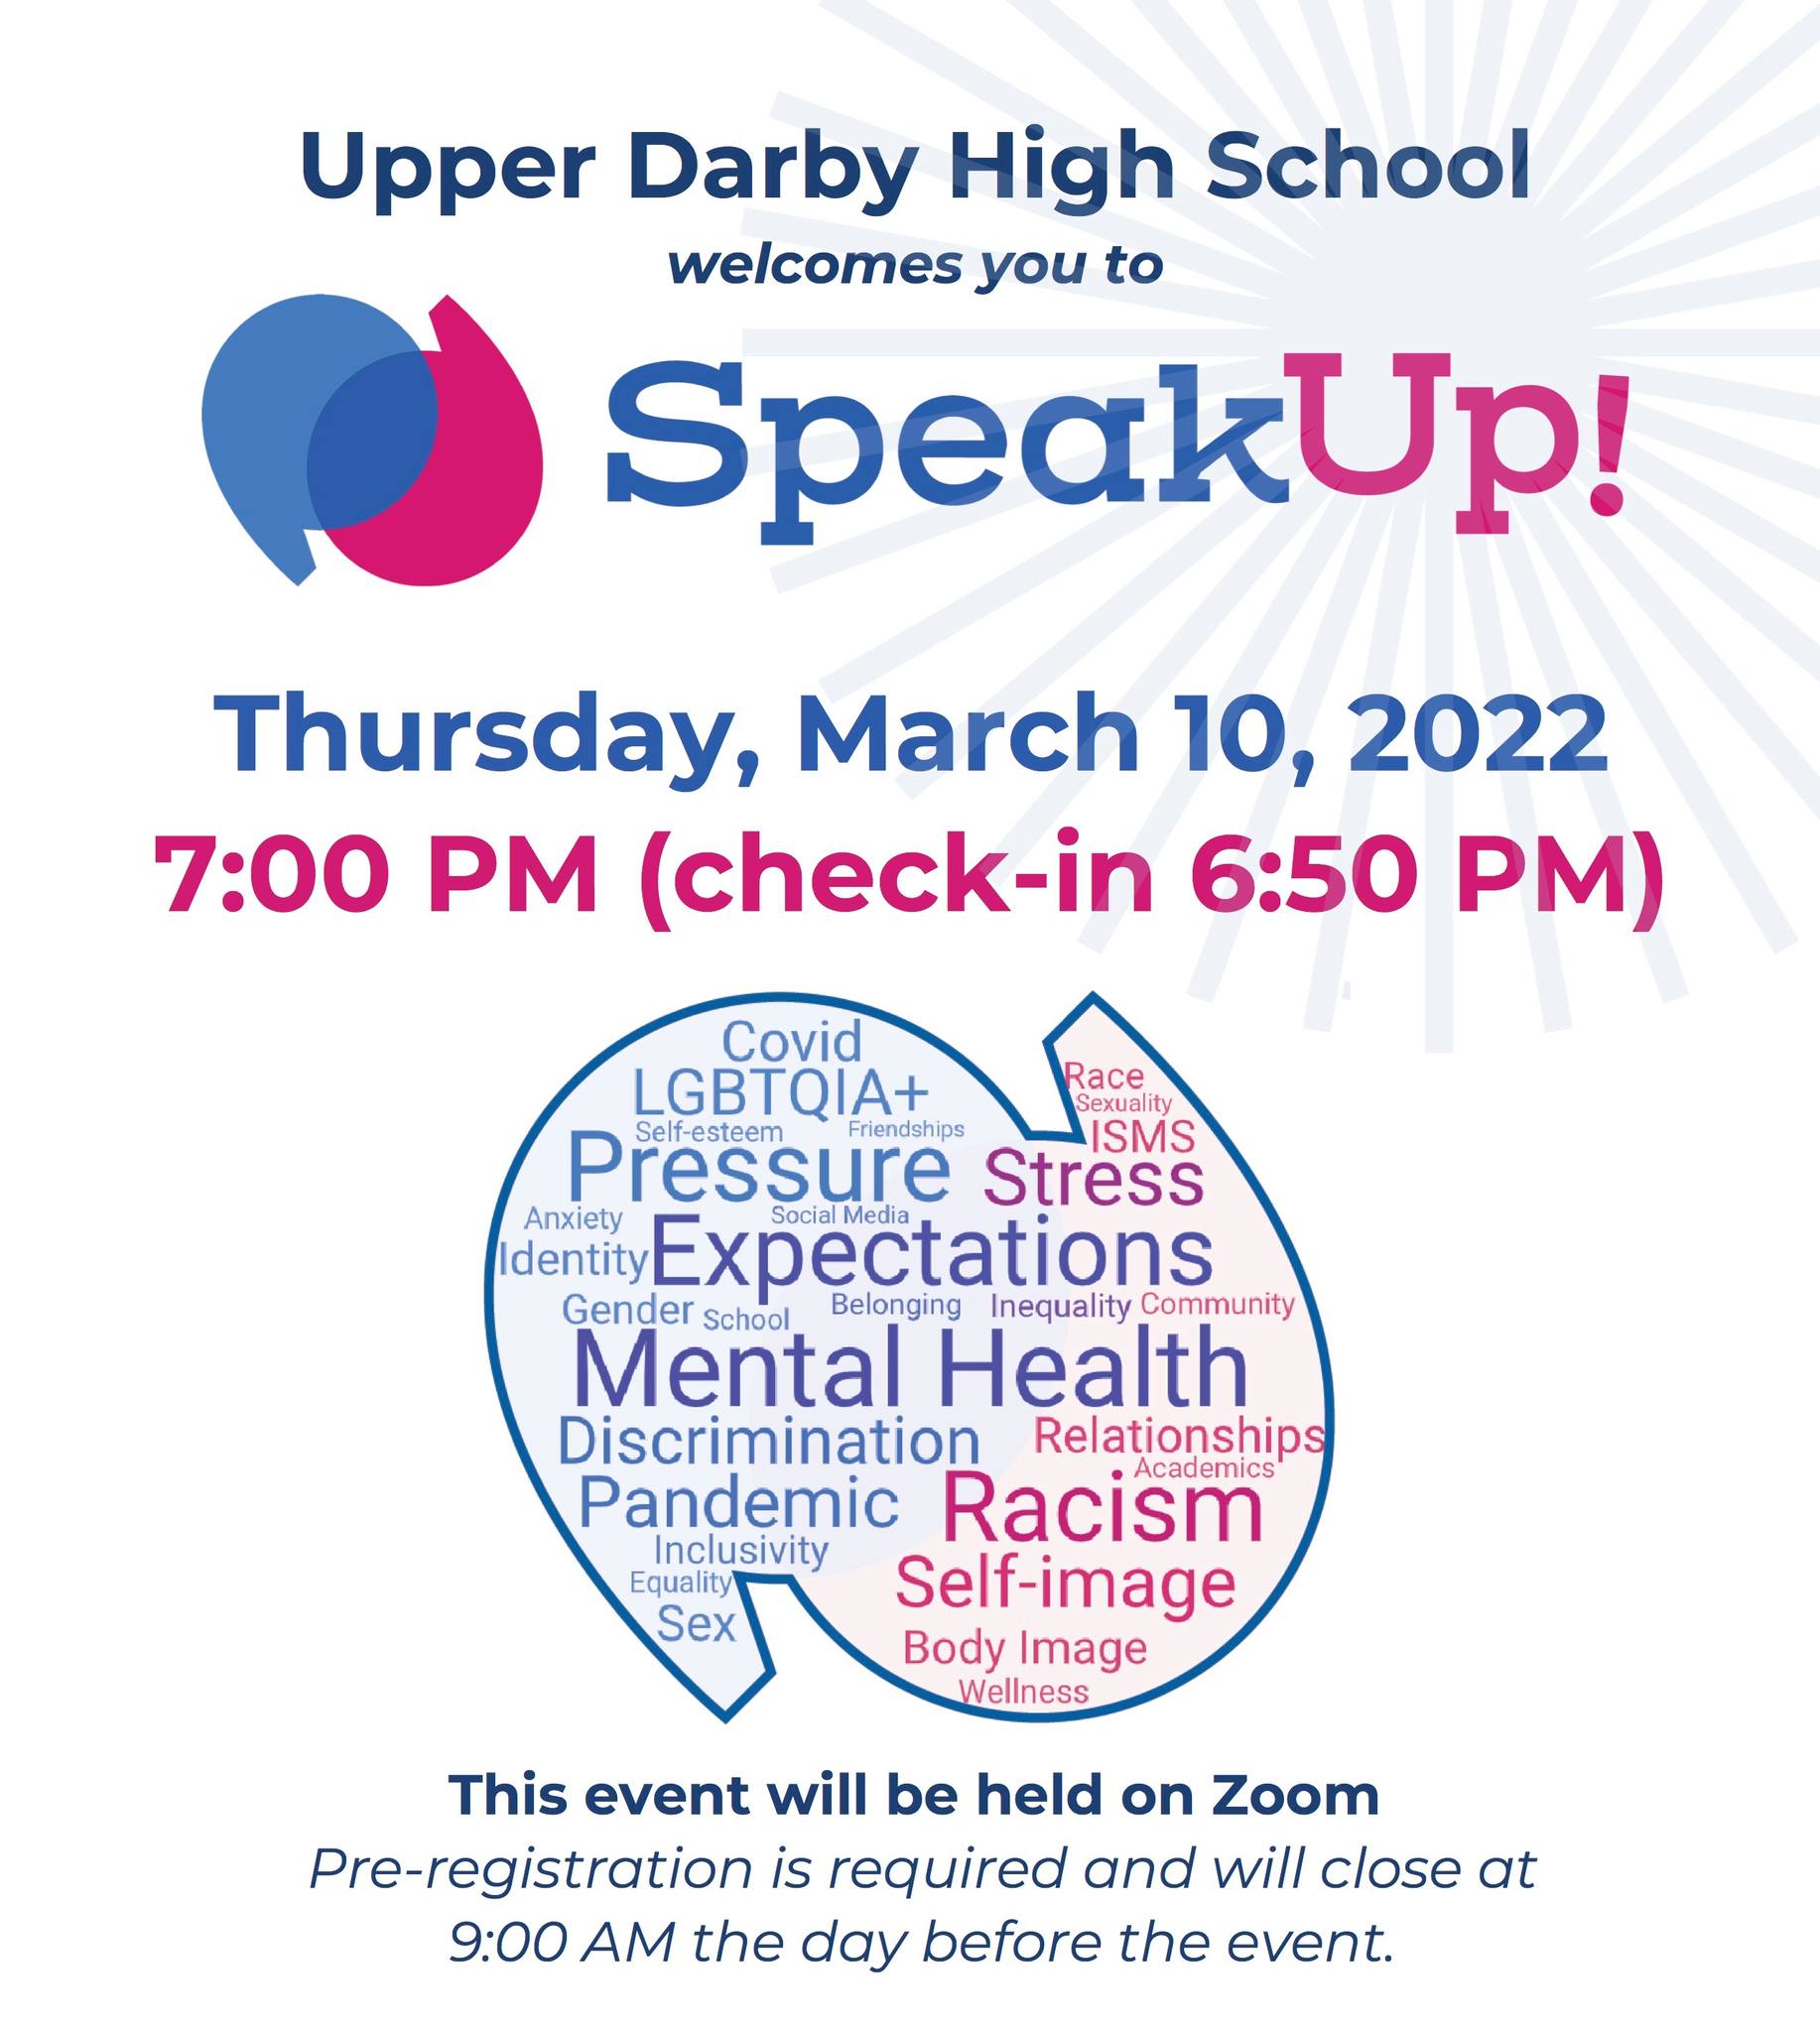 Upper Darby High School
welcomes you to
SpeakUp!
Thursday, March 10, 2022
7:00 PM (check-in 6:50 PM)
Covid
Race
LGBTQIA+
Sexuality
Self-esteem Friendships
ISMS
Pressure Stress
Anxiety Social Media
Identity Expectations
Gender School Belonging Inequality Community
Mental Health
Discrimination Relationships
Academics
Pandemic Racism
Inclusivity
Equality Self-image
Sex
Body Image
Wellness
This event will be held on Zoom
Pre-registration is required and will close at
9:00 AM the day before the event.